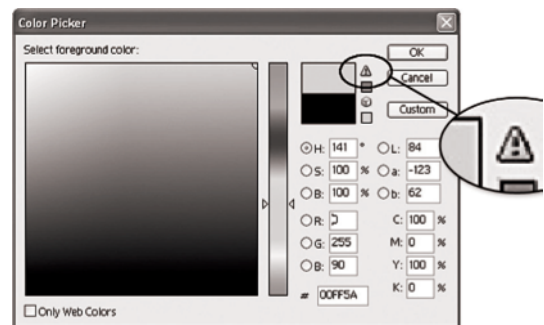 Color Picker
Select foreground color:
OK
Cancel
Custom
H: 141 °
S: 100 %
B: 100 %
R:
G: 255
B: 90
# 00FF5A
L: 84
a: -123
b: 62
C: 100 %
M: 0 %
Y: 100 %
K: 0 %
Only Web Colors